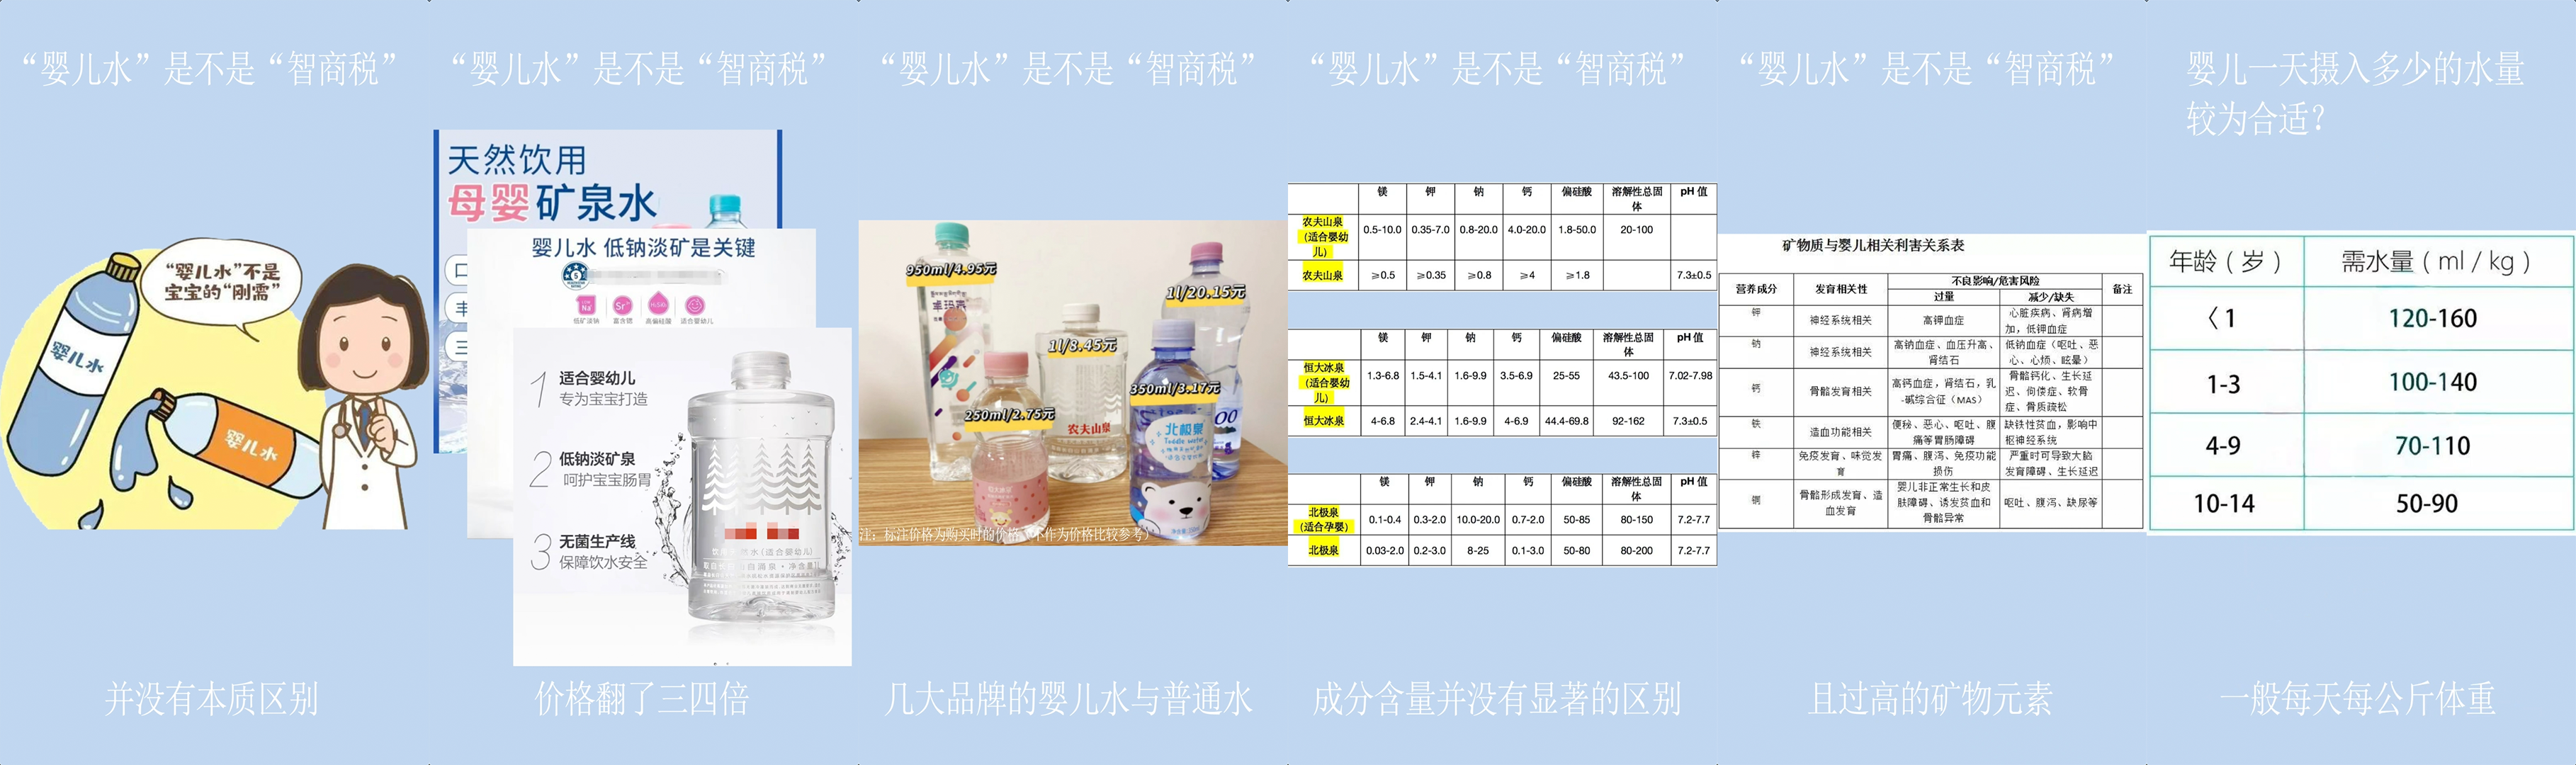 “婴儿水”是不是“智商税”
“婴儿水”不是
宝宝的“刚需”
婴儿水
婴儿水
并没有本质区别
“婴儿水”是不是“智商税”
天然饮用
母婴矿泉水
婴儿水 低钠淡矿是关键
低矿淡钠
富含锶
高偏硅酸
适合婴幼儿
1
适合婴幼儿
专为宝宝打造
2
低钠淡矿泉
呵护宝宝肠胃
3
无菌生产线
保障饮水安全
价格翻了三四倍
“婴儿水”是不是“智商税”
950ml/4.95元
1l/20.15元
1l/8.45元
350ml/3.17元
250ml/2.75元
农夫山泉
北极泉
Toddle water
注：标注价格为购买时的价格（不作为价格比较参考）
几大品牌的婴儿水与普通水
“婴儿水”是不是“智商税”
镁 钾 钠 钙 偏硅酸 溶解性总固体 pH 值
农夫山泉（适合婴幼儿） 0.5-10.0 0.35-7.0 0.8-20.0 4.0-20.0 1.8-50.0 20-100
农夫山泉 ≥0.5 ≥0.35 ≥0.8 ≥4 ≥1.8 7.3±0.5
镁 钾 钠 钙 偏硅酸 溶解性总固体 pH 值
恒大冰泉（适合婴幼儿） 1.3-6.8 1.5-4.1 1.6-9.9 3.5-6.9 25-55 43.5-100 7.02-7.98
恒大冰泉 4-6.8 2.4-4.1 1.6-9.9 4-6.9 44.4-69.8 92-162 7.3±0.5
镁 钾 钠 钙 偏硅酸 溶解性总固体 pH 值
北极泉（适合孕婴） 0.1-0.4 0.3-2.0 10.0-20.0 0.7-2.0 50-85 80-150 7.2-7.7
北极泉 0.03-2.0 0.2-3.0 8-25 0.1-3.0 50-80 80-200 7.2-7.7
成分含量并没有显著的区别
“婴儿水”是不是“智商税”
矿物质与婴儿相关利害关系表
营养成分 发育相关性 不良影响/危害风险 备注
过量 减少/缺失
钾 神经系统相关 高钾血症 心脏疾病、肾病增加，低钾血症
钠 神经系统相关 高钠血症、血压升高、肾结石 低钠血症（呕吐、恶心、心烦、眩晕）
钙 骨骼发育相关 高钙血症，肾结石，乳-碱综合征（MAS） 骨骼钙化、生长延迟、佝偻症、软骨症、骨质疏松
铁 造血功能相关 便秘、恶心、呕吐、腹痛等胃肠障碍 缺铁性贫血，影响中枢神经系统
锌 免疫发育、味觉发育 胃痛、腹泻、免疫功能损伤 严重时可导致大脑发育障碍、生长延迟
铜 骨骼形成发育、造血发育 婴儿非正常生长和皮肤障碍、诱发贫血和骨骼异常 呕吐、腹泻、缺尿等
且过高的矿物元素
婴儿一天摄入多少的水量
较为合适？
年龄（岁） 需水量（ml/kg）
〈1 120-160
1-3 100-140
4-9 70-110
10-14 50-90
一般每天每公斤体重